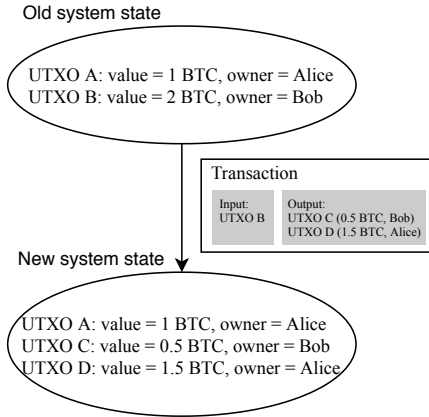 Old system state
UTXO A: value = 1 BTC, owner = Alice
UTXO B: value = 2 BTC, owner = Bob
Transaction
Input:
UTXO B
Output:
UTXO C (0.5 BTC, Bob)
UTXO D (1.5 BTC, Alice)
New system state
UTXO A: value = 1 BTC, owner = Alice
UTXO C: value = 0.5 BTC, owner = Bob
UTXO D: value = 1.5 BTC, owner = Alice